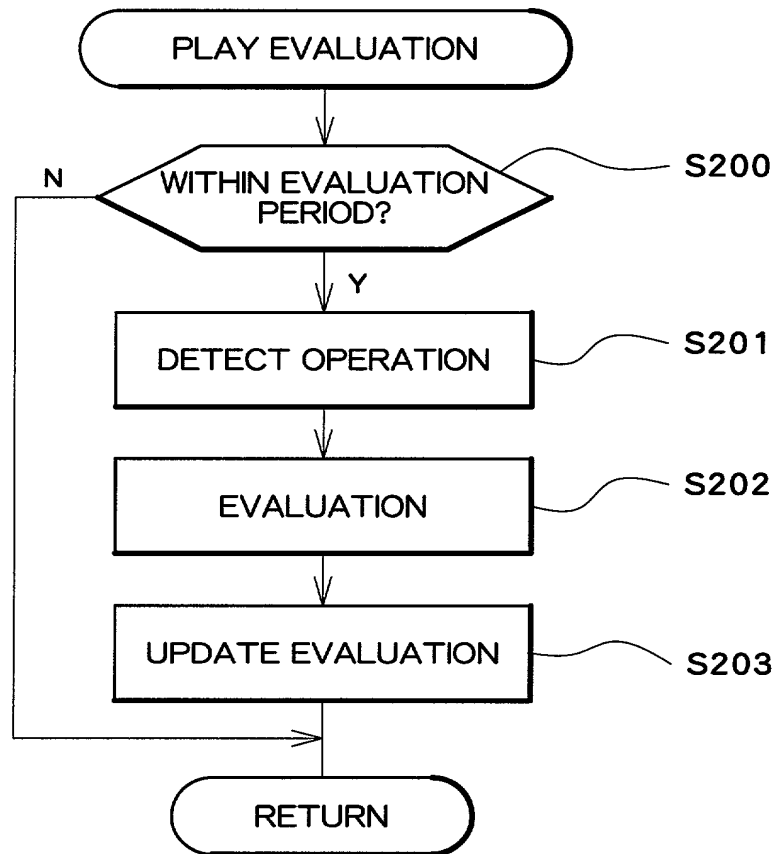 PLAY EVALUATION
WITHIN EVALUATION
PERIOD?
S200
N
Y
DETECT OPERATION
S201
EVALUATION
S202
UPDATE EVALUATION
S203
RETURN